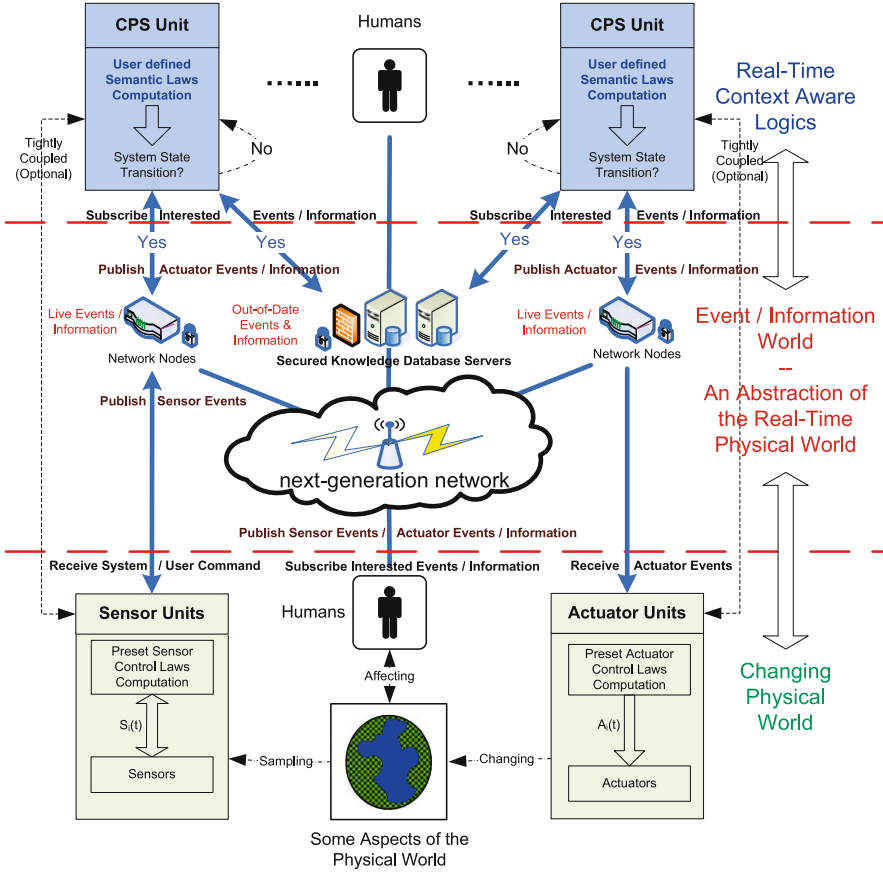 CPS Unit
User defined
Semantic Laws
Computation
System State
Transition?
No
Humans
CPS Unit
User defined
Semantic Laws
Computation
System State
Transition?
No
Real-Time
Context Aware
Logics
Tightly
Coupled
(Optional)
Tightly
Coupled
(Optional)
Subscribe Interested Events / Information
Subscribe Interested Events / Information
Yes
Yes
Yes
Yes
Publish Actuator Events / Information
Publish Actuator Events / Information
Live Events /
Information
Network Nodes
Out-of-Date
Events &
Information
Secured Knowledge Database Servers
Live Events /
Information
Network Nodes
Event / Information
World
--
An Abstraction of
the Real-Time
Physical World
Publish Sensor Events
next-generation network
Publish Sensor Events / Actuator Events / Information
Receive System / User Command
Subscribe Interested Events / Information
Receive Actuator Events
Sensor Units
Preset Sensor
Control Laws
Computation
Sᵢ(t)
Sensors
Humans
Affecting
Sampling
Changing
Some Aspects of the
Physical World
Actuator Units
Preset Actuator
Control Laws
Computation
Aᵢ(t)
Actuators
Changing
Physical
World